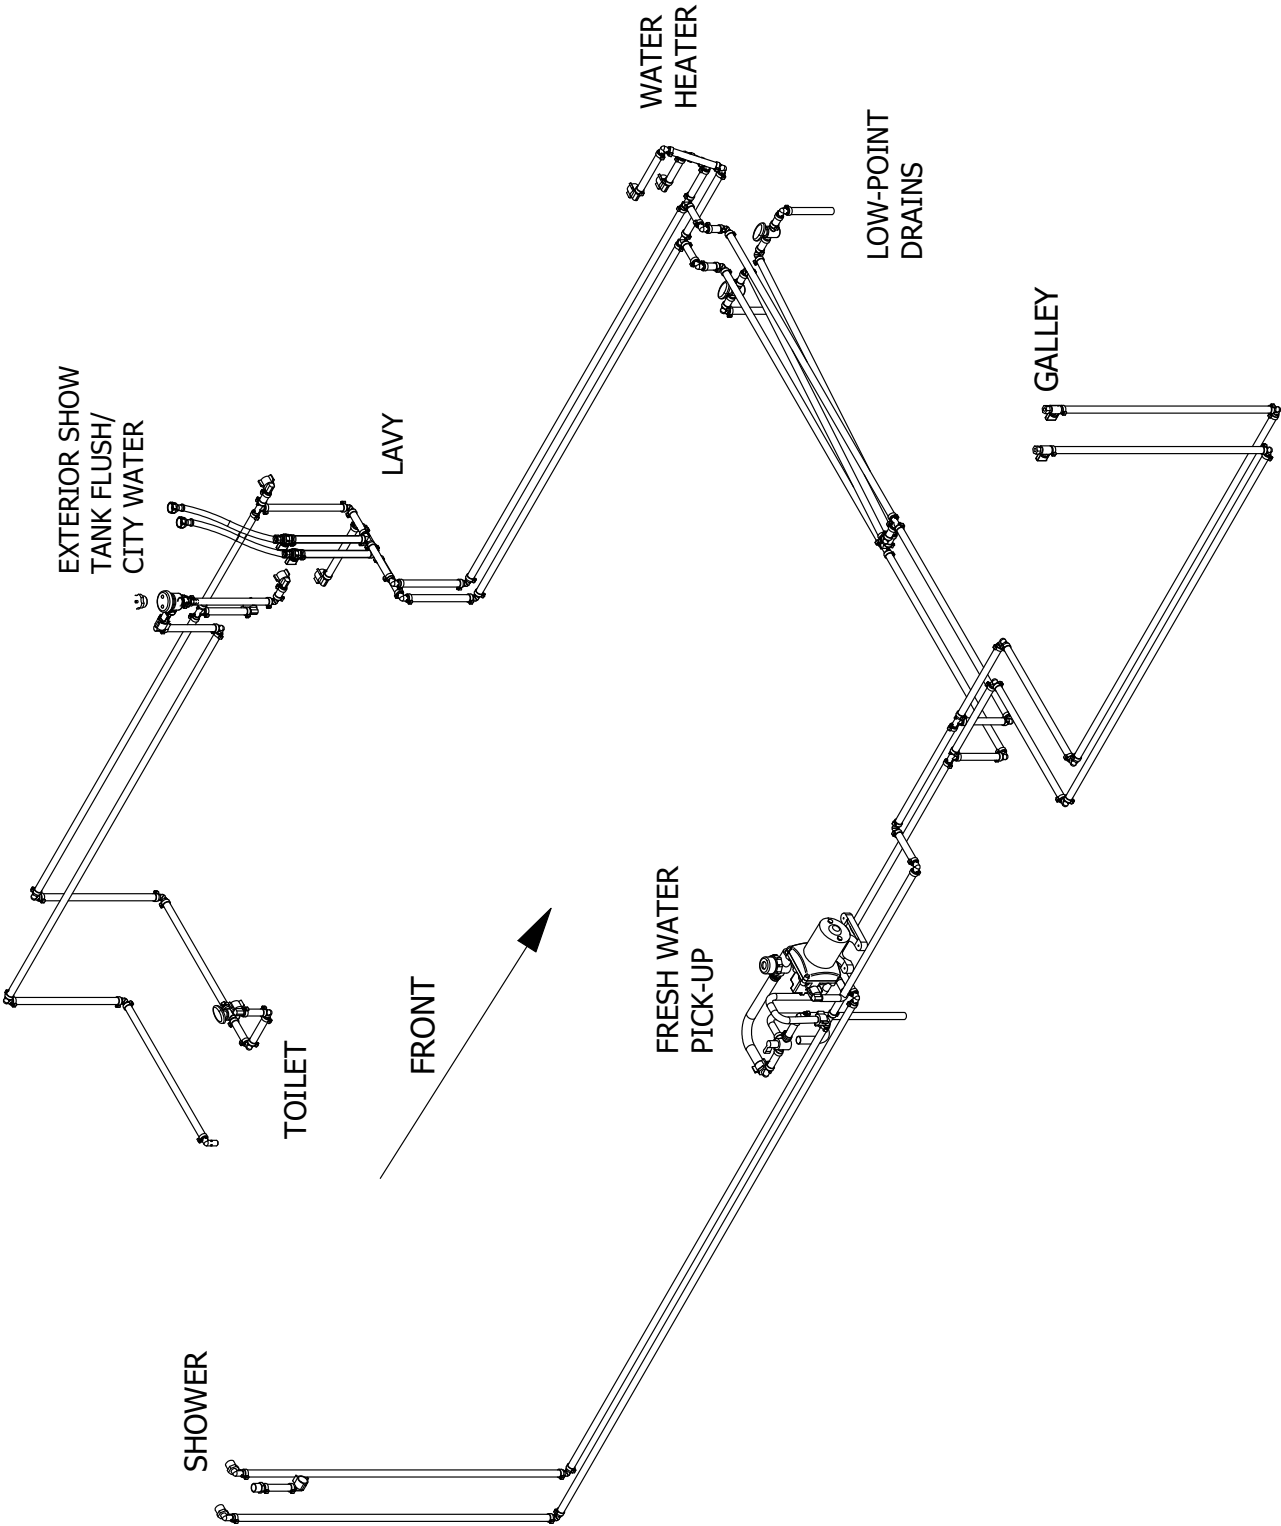 EXTERIOR SHOW
TANK FLUSH/
CITY WATER
LAVY
WATER
HEATER
LOW-POINT
DRAINS
GALLEY
TOILET
FRONT
FRESH WATER
PICK-UP
SHOWER